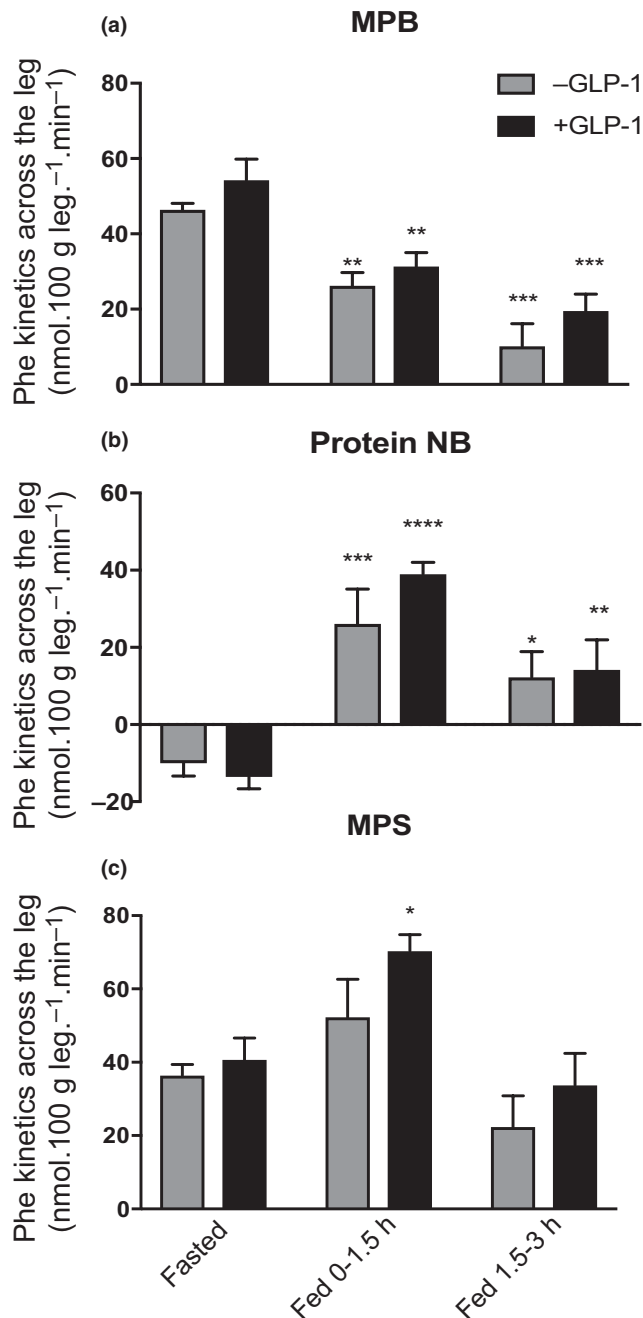 (a)
MPB
Phe kinetics across the leg
(nmol.100 g leg.⁻¹.min⁻¹)
80
60
40
20
0
–GLP-1
+GLP-1
**
**
***
***
(b)
Protein NB
Phe kinetics across the leg
(nmol.100 g leg.⁻¹.min⁻¹)
60
40
20
0
–20
***
****
*
**
(c)
MPS
Phe kinetics across the leg
(nmol.100 g leg.⁻¹.min⁻¹)
80
60
40
20
0
*
Fasted
Fed 0-1.5 h
Fed 1.5-3 h